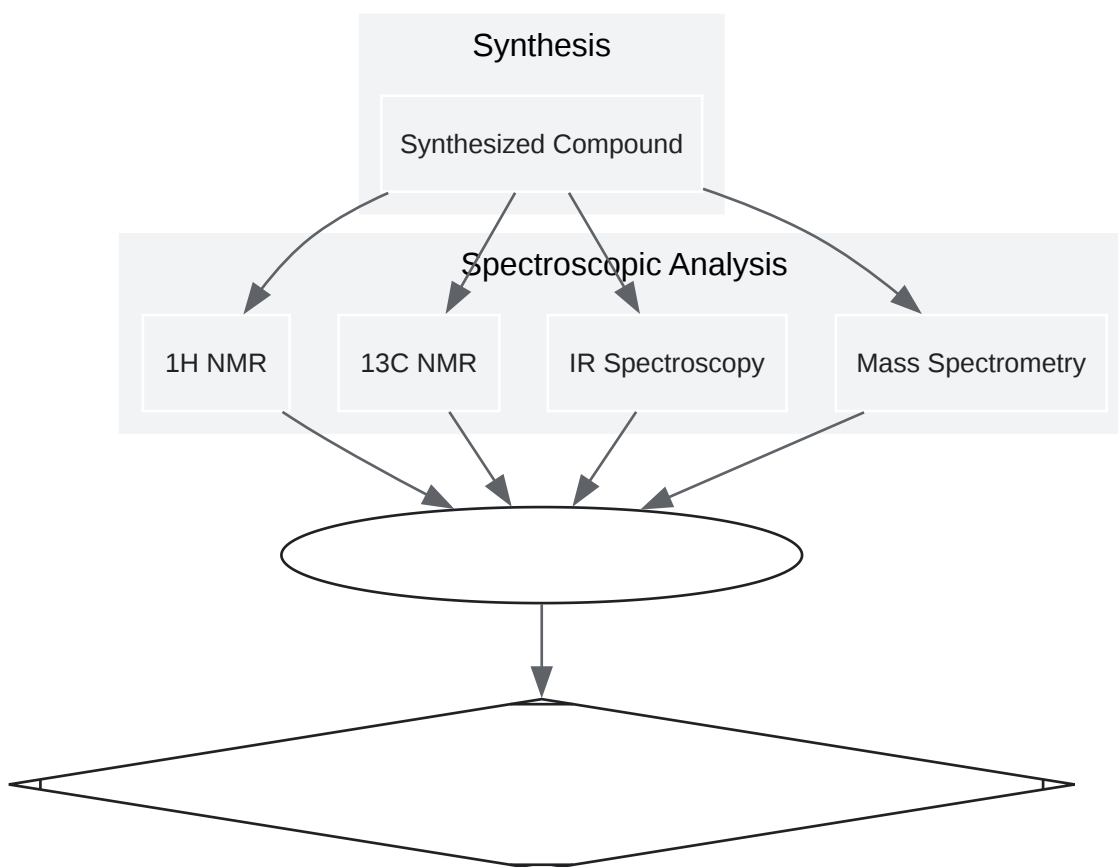 Synthesis
Synthesized Compound
Spectroscopic Analysis
1H NMR
13C NMR
IR Spectroscopy
Mass Spectrometry